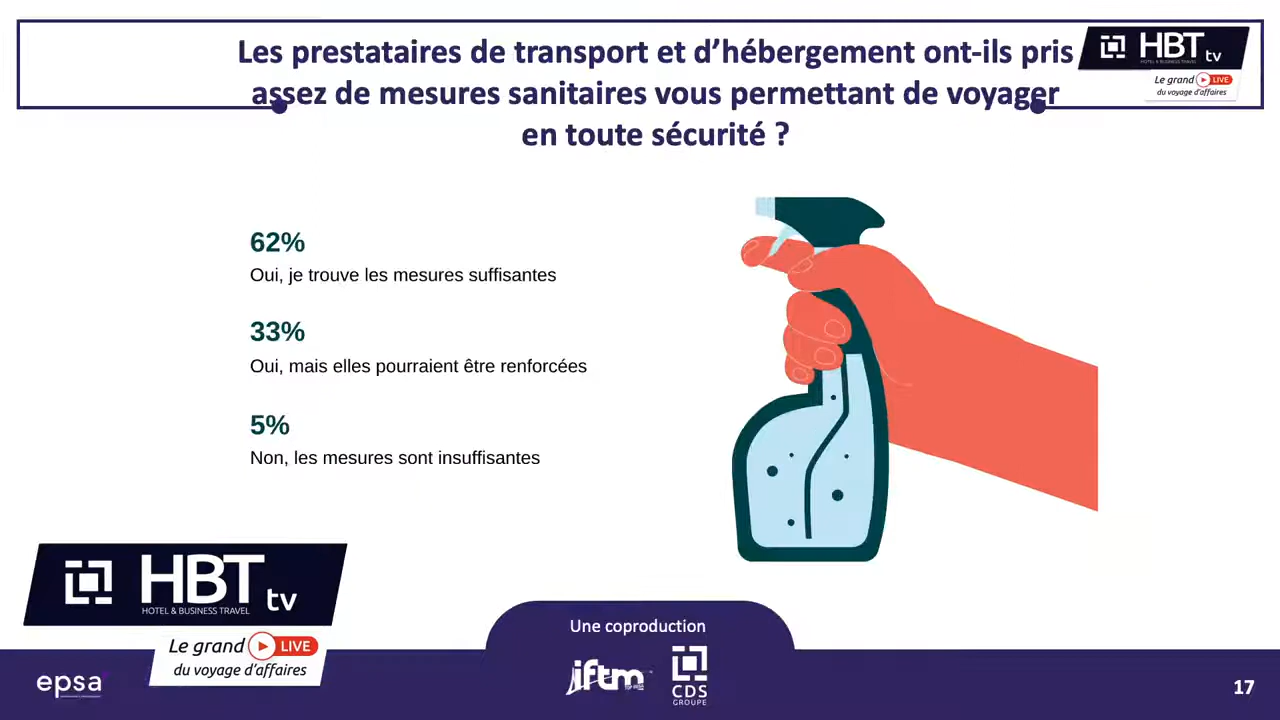 Les prestataires de transport et d’hébergement ont-ils pris
assez de mesures sanitaires vous permettant de voyager
en toute sécurité ?
HBT tv
HOTEL & BUSINESS TRAVEL
Le grand LIVE
du voyage d’affaires
62%
Oui, je trouve les mesures suffisantes
33%
Oui, mais elles pourraient être renforcées
5%
Non, les mesures sont insuffisantes
HBT tv
HOTEL & BUSINESS TRAVEL
Le grand LIVE
du voyage d’affaires
Une coproduction
epsa
iftm
CDS
GROUPE
17